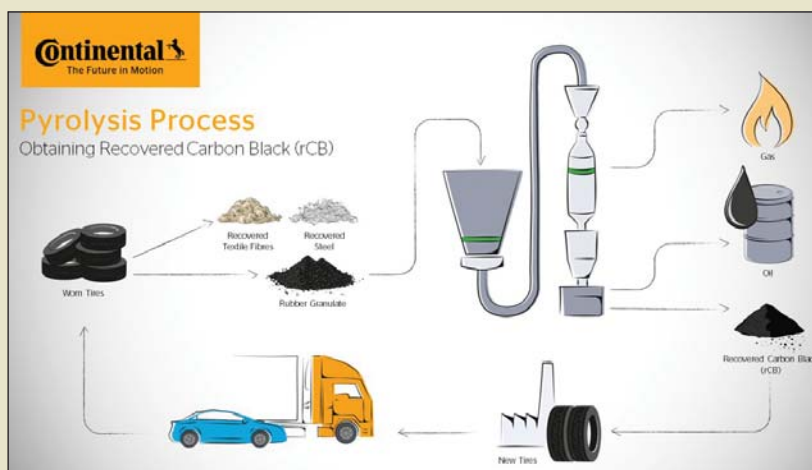 Continental
The Future in Motion
Pyrolysis Process
Obtaining Recovered Carbon Black (rCB)
Gas
Recovered
Textile Fibres
Recovered
Steel
Worn Tires
Rubber Granulate
Oil
Recovered Carbon Blac
(rCB)
New Tires